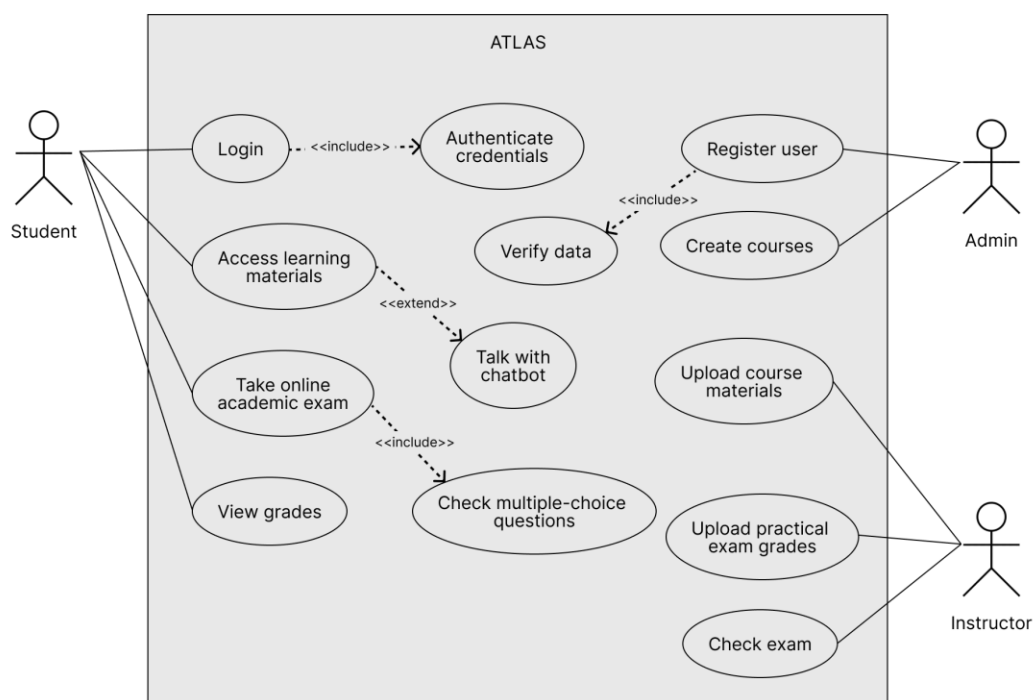 ATLAS
Login
<<include>>
Authenticate
credentials
Register user
Student
Admin
<<include>>
Access learning
materials
Verify data
Create courses
<<extend>>
Talk with
chatbot
Upload course
materials
Take online
academic exam
<<include>>
View grades
Check multiple-choice
questions
Upload practical
exam grades
Instructor
Check exam